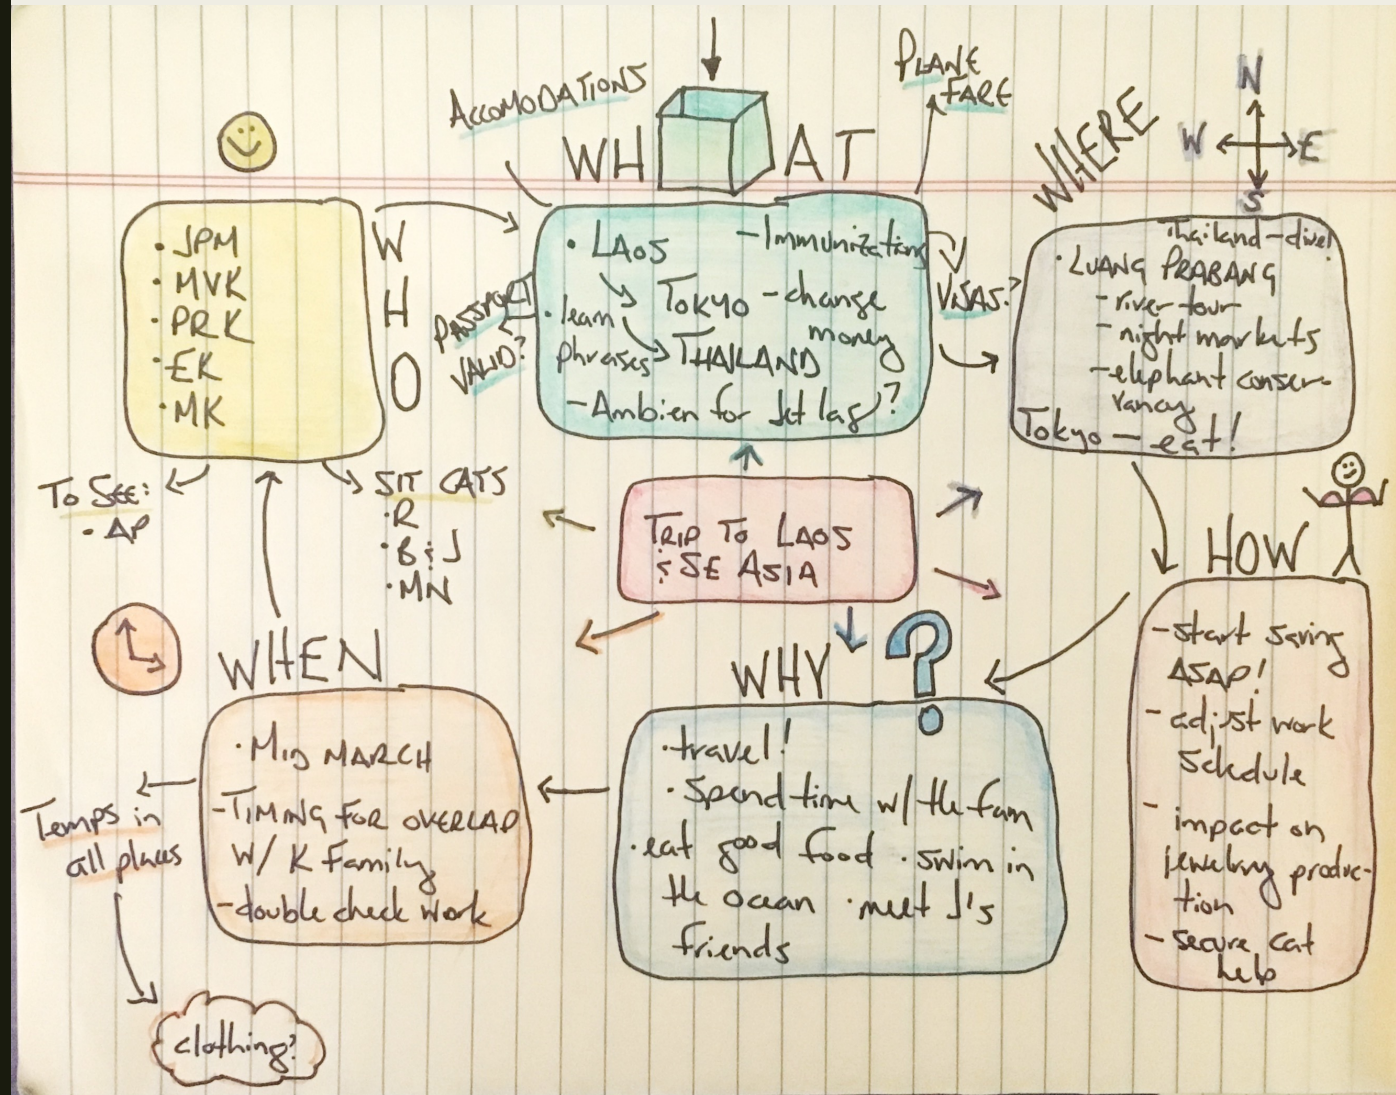 ACCOMODATIONS
PLANE
FARE
WH AT
WHERE
N
W E
S
• JPM
• MVK
• PRK
• EK
• MK
W
H
O
To See:
• AP
SIT CATS
• R
• B & J
• MN
• LAOS
TOKYO
THAILAND
• learn
phrases
- Immunizations
- change
money
- Ambien for Jet lag?
PASSPORT
VALID?
VISAS?
Thailand - dive!
• LUANG PRABANG
- river tour
- night markets
- elephant conser-
vancy
Tokyo - eat!
TRIP TO LAOS
& SE ASIA
HOW
- start saving
ASAP!
- adjust work
schedule
- impact on
jewelry produc-
tion
- secure cat
help
WHY ?
• travel!
• Spend time w/ the fam
• eat good food • swim in
the ocean • meet J's
friends
WHEN
• MID MARCH
- TIMING FOR OVERLAP
W/ K Family
- double check work
Temps in
all places
clothing?